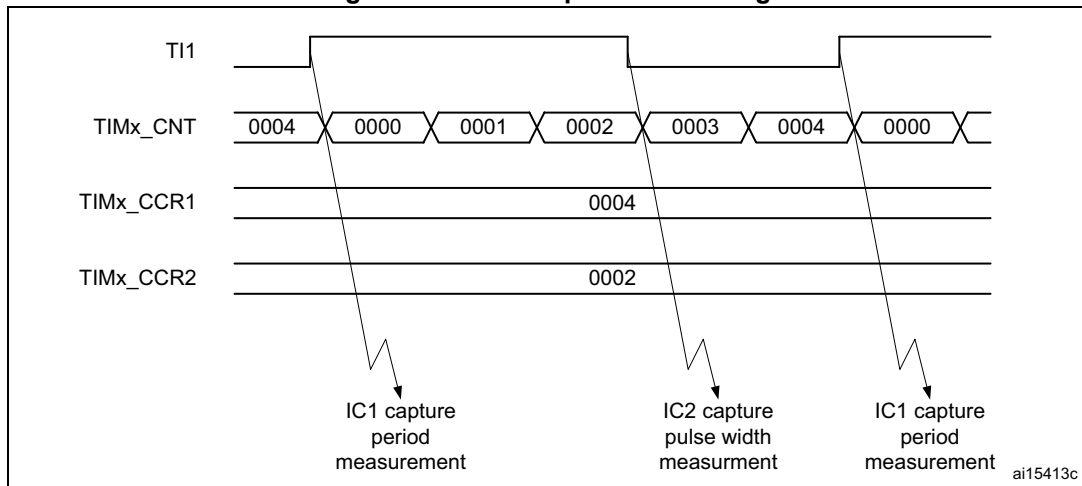 TI1
TIMx_CNT 0004 0000 0001 0002 0003 0004 0000
TIMx_CCR1 0004
TIMx_CCR2 0002
IC1 capture
period
measurement
IC2 capture
pulse width
measurment
IC1 capture
period
measurement
ai15413c